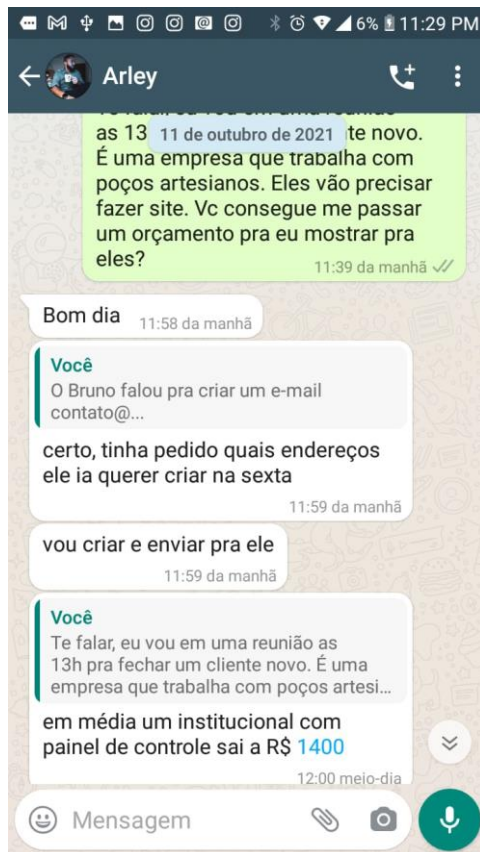 6% 11:29 PM
Arley
as 13 11 de outubro de 2021 te novo.
É uma empresa que trabalha com
poços artesianos. Eles vão precisar
fazer site. Vc consegue me passar
um orçamento pra eu mostrar pra
eles?
11:39 da manhã
Bom dia
11:58 da manhã
Você
O Bruno falou pra criar um e-mail
contato@...
certo, tinha pedido quais endereços
ele ia querer criar na sexta
11:59 da manhã
vou criar e enviar pra ele
11:59 da manhã
Você
Te falar, eu vou em uma reunião as
13h pra fechar um cliente novo. É uma
empresa que trabalha com poços artesi...
em média um institucional com
painel de controle sai a R$ 1400
12:00 meio-dia
Mensagem